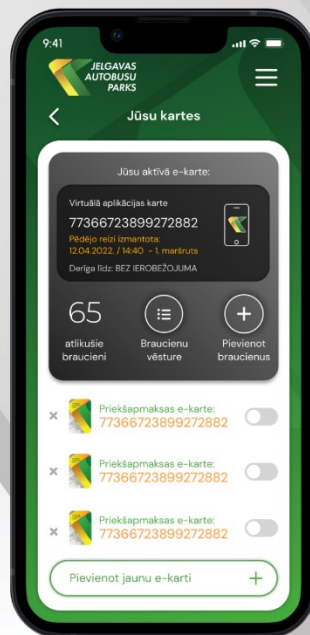 9:41
JELGAVAS
AUTOBUSU
PARKS
Jūsu kartes
Jūsu aktīvā e-karte:
Virtuālā aplikācijas karte
77366723899272882
Pēdējo reizi izmantota:
12.04.2022. / 14:40 - 1. maršruts
Derīga līdz: BEZ IEROBEŽOJUMA
65
atlikušie
braucieni
Braucienu
vēsture
Pievienot
braucienus
Priekšapmaksas e-karte:
77366723899272882
Priekšapmaksas e-karte:
77366723899272882
Priekšapmaksas e-karte:
77366723899272882
Pievienot jaunu e-karti